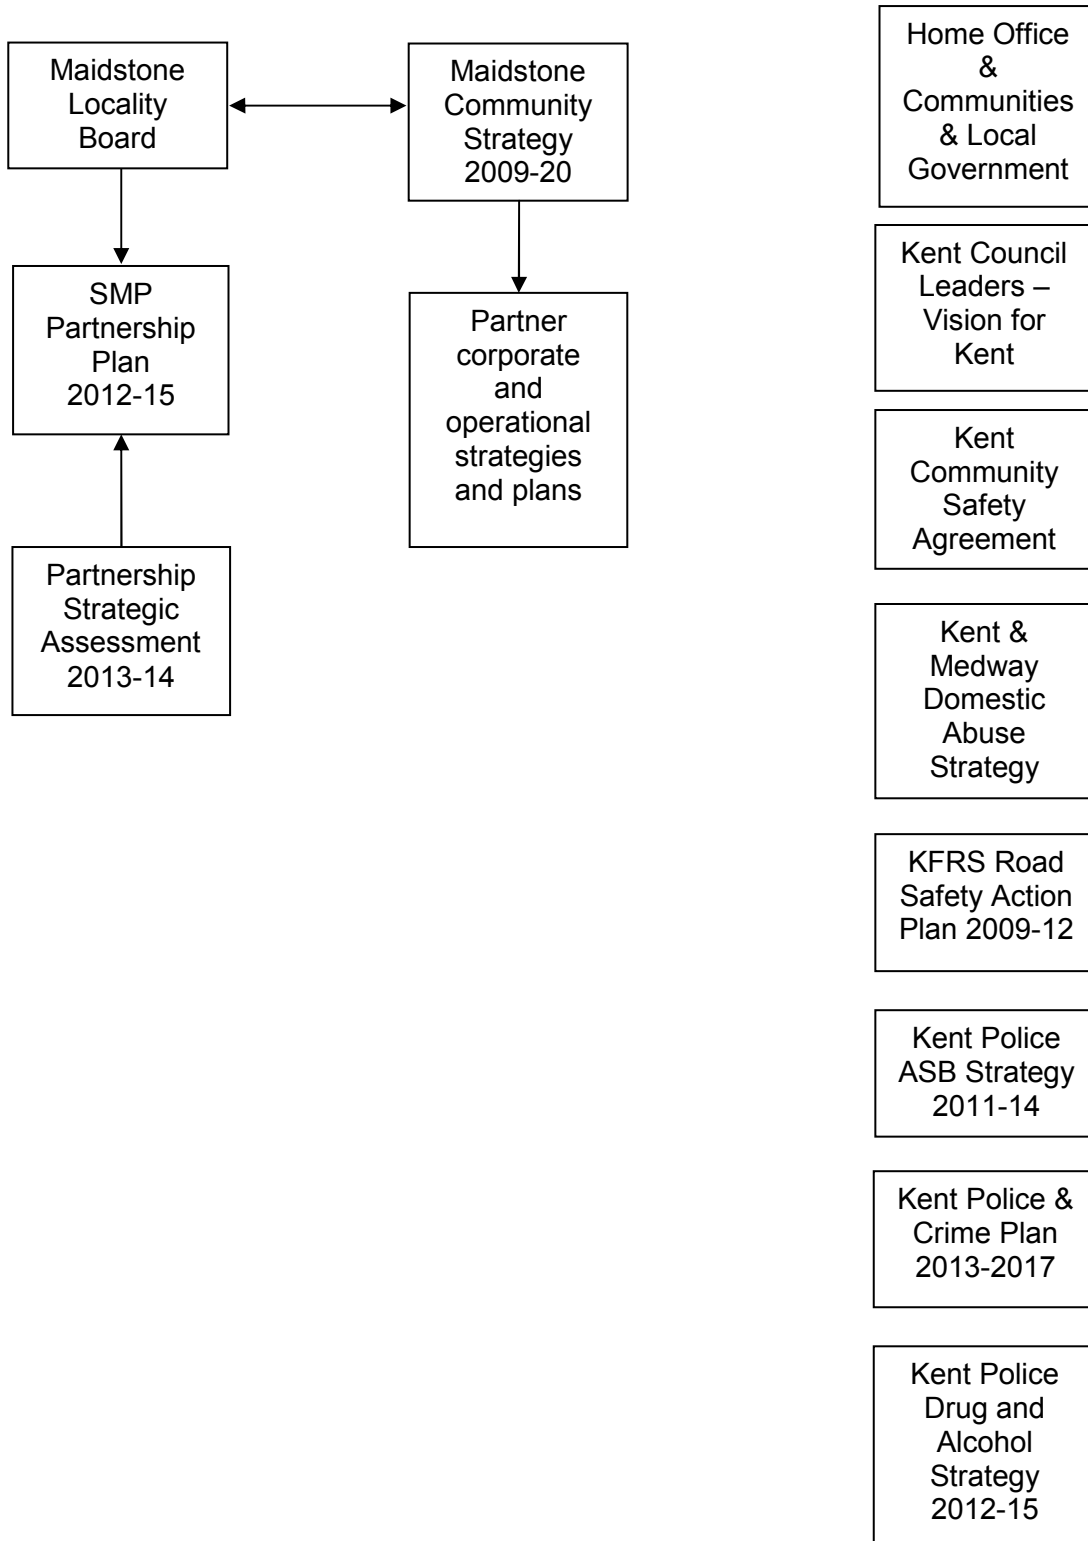 Maidstone
Locality
Board
Maidstone
Community
Strategy
2009-20
SMP
Partnership
Plan
2012-15
Partner
corporate
and
operational
strategies
and plans
Partnership
Strategic
Assessment
2013-14
Home Office
&
Communities
& Local
Government
Kent Council
Leaders –
Vision for
Kent
Kent
Community
Safety
Agreement
Kent &
Medway
Domestic
Abuse
Strategy
KFRS Road
Safety Action
Plan 2009-12
Kent Police
ASB Strategy
2011-14
Kent Police &
Crime Plan
2013-2017
Kent Police
Drug and
Alcohol
Strategy
2012-15